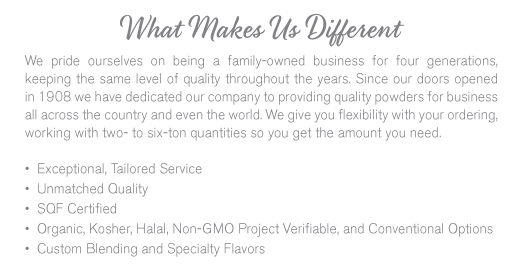 What Makes Us Different
We pride ourselves on being a family-owned business for four generations,
keeping the same level of quality throughout the years. Since our doors opened
in 1908 we have dedicated our company to providing quality powders for business
all across the country and even the world. We give you flexibility with your ordering,
working with two- to six-ton quantities so you get the amount you need.
• Exceptional, Tailored Service
• Unmatched Quality
• SQF Certified
• Organic, Kosher, Halal, Non-GMO Project Verifiable, and Conventional Options
• Custom Blending and Specialty Flavors